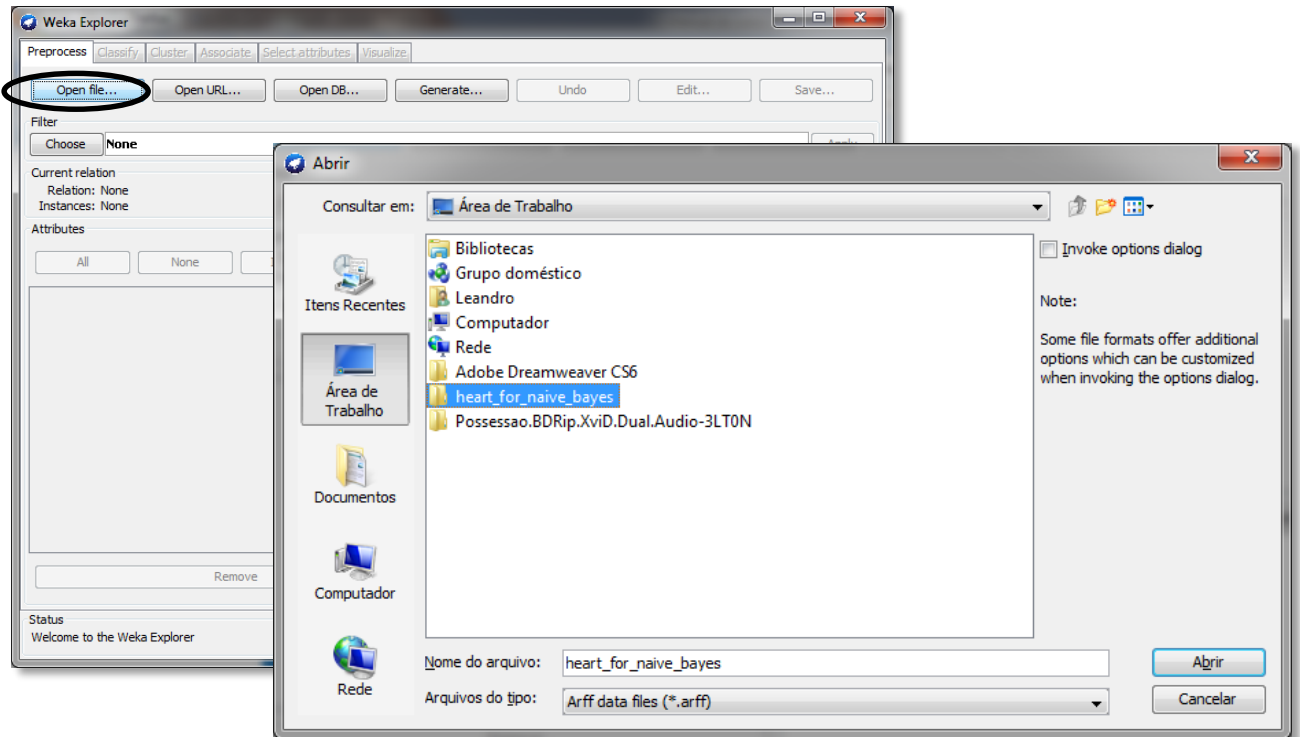 Weka Explorer
Preprocess Classify Cluster Associate Select attributes Visualize
Open file... Open URL... Open DB... Generate... Undo Edit... Save...
Filter
Choose None
Current relation
Relation: None
Instances: None
Attributes
All None
Remove
Status
Welcome to the Weka Explorer
Abrir
Consultar em: Área de Trabalho
Itens Recentes
Área de
Trabalho
Documentos
Computador
Rede
Bibliotecas
Grupo doméstico
Leandro
Computador
Rede
Adobe Dreamweaver CS6
heart_for_naive_bayes
Possessao.BDRip.XviD.Dual.Audio-3LT0N
Invoke options dialog
Note:
Some file formats offer additional
options which can be customized
when invoking the options dialog.
Nome do arquivo: heart_for_naive_bayes Abrir
Arquivos do tipo: Arff data files (*.arff) Cancelar